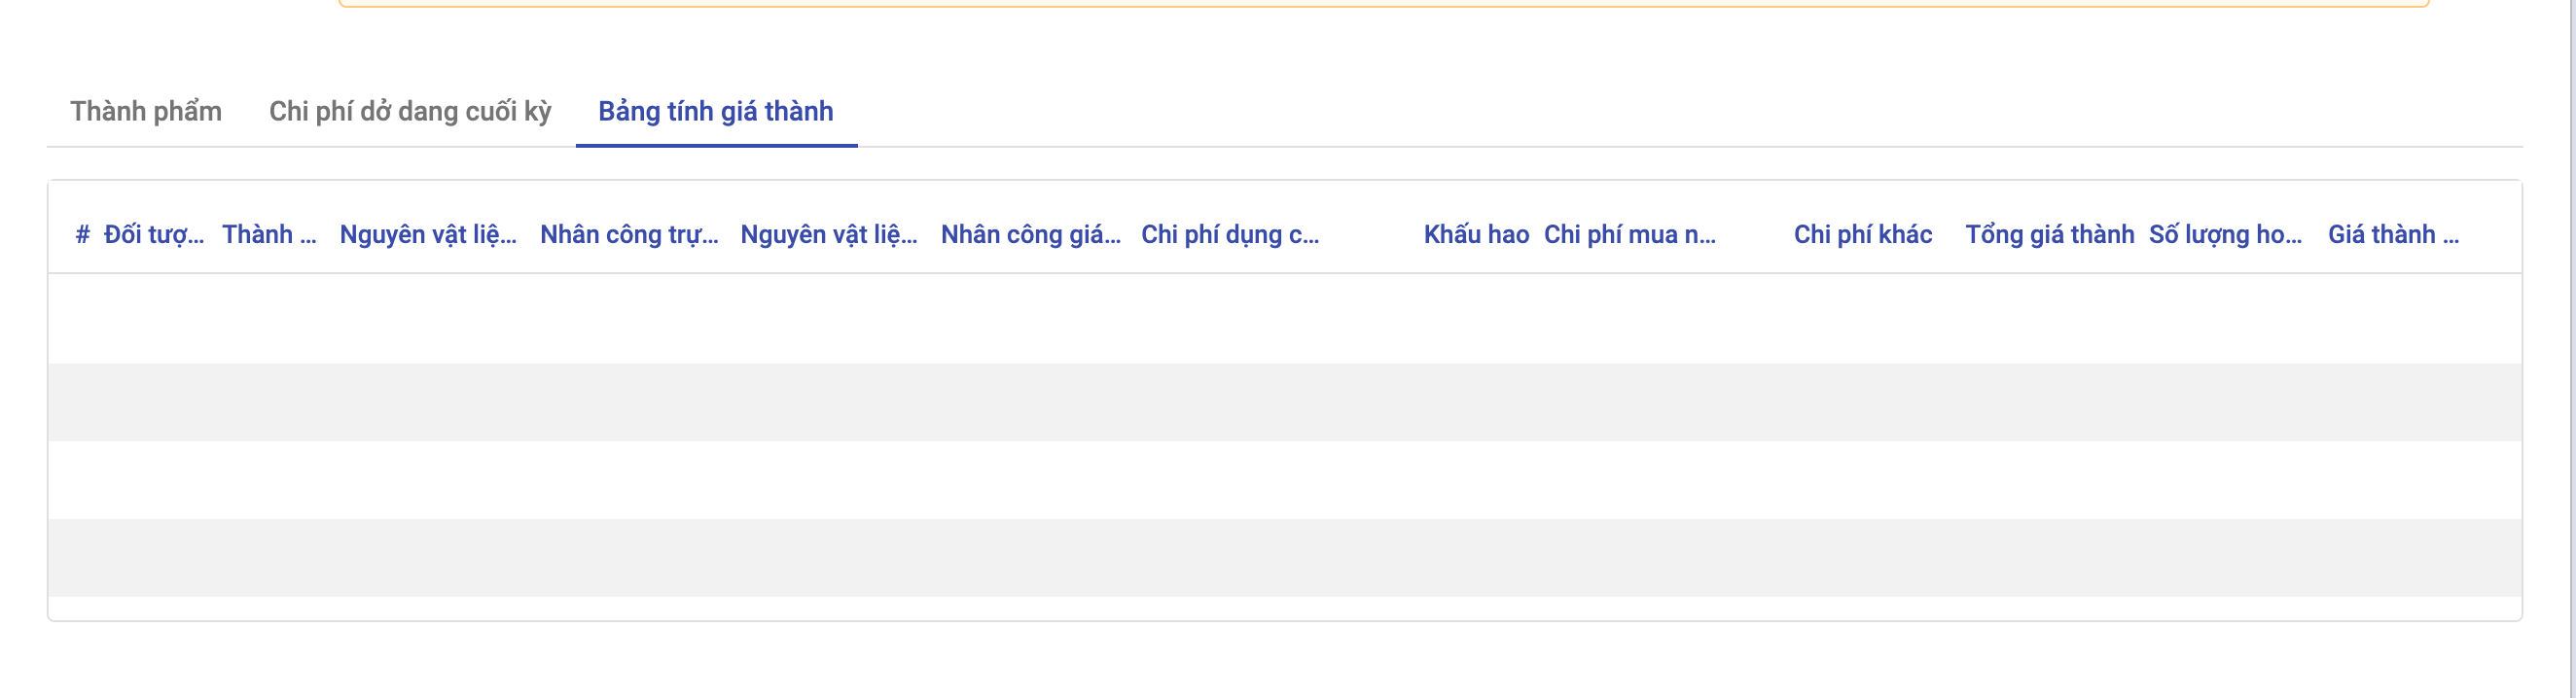 Thành phẩm Chi phí dở dang cuối kỳ Bảng tính giá thành
# Đối tượ... Thành ... Nguyên vật liệ... Nhân công trự... Nguyên vật liệ... Nhân công giá... Chi phí dụng c... Khấu hao Chi phí mua n... Chi phí khác Tổng giá thành Số lượng ho... Giá thành ...